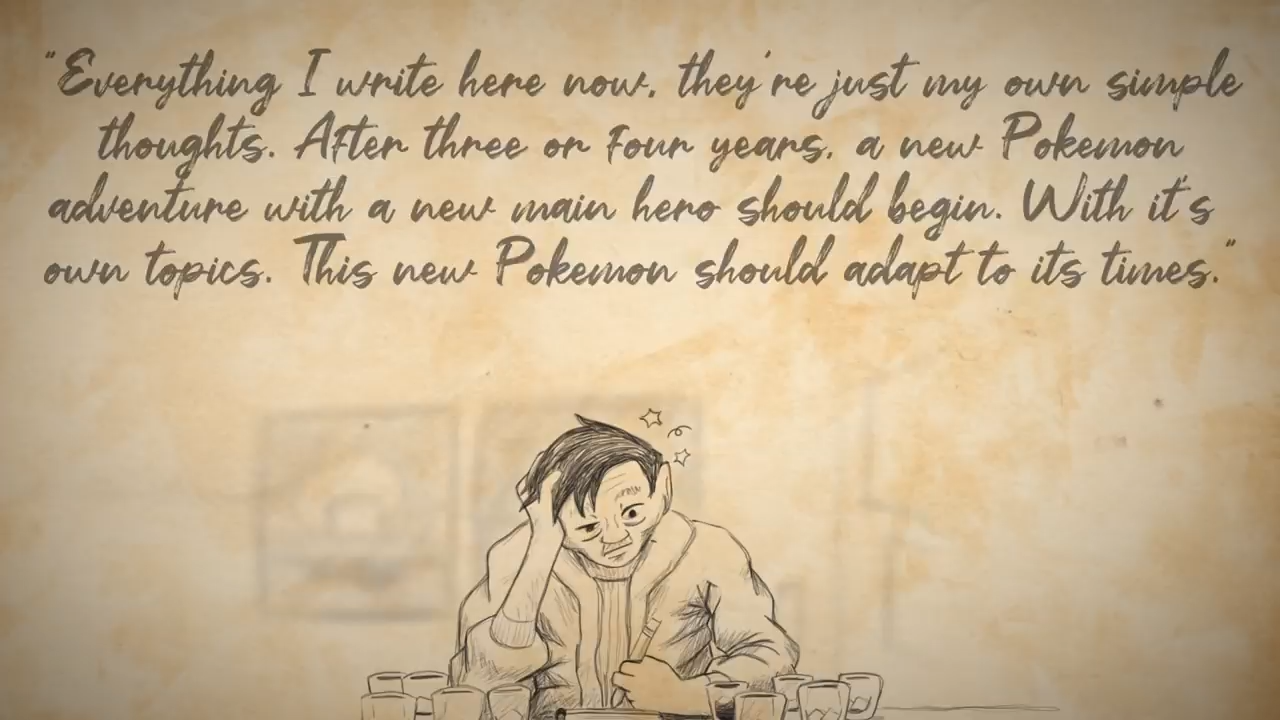 "Everything I write here now, they're just my own simple
thoughts. After three or four years, a new Pokemon
adventure with a new main hero should begin. With it's
own topics. This new Pokemon should adapt to its times."